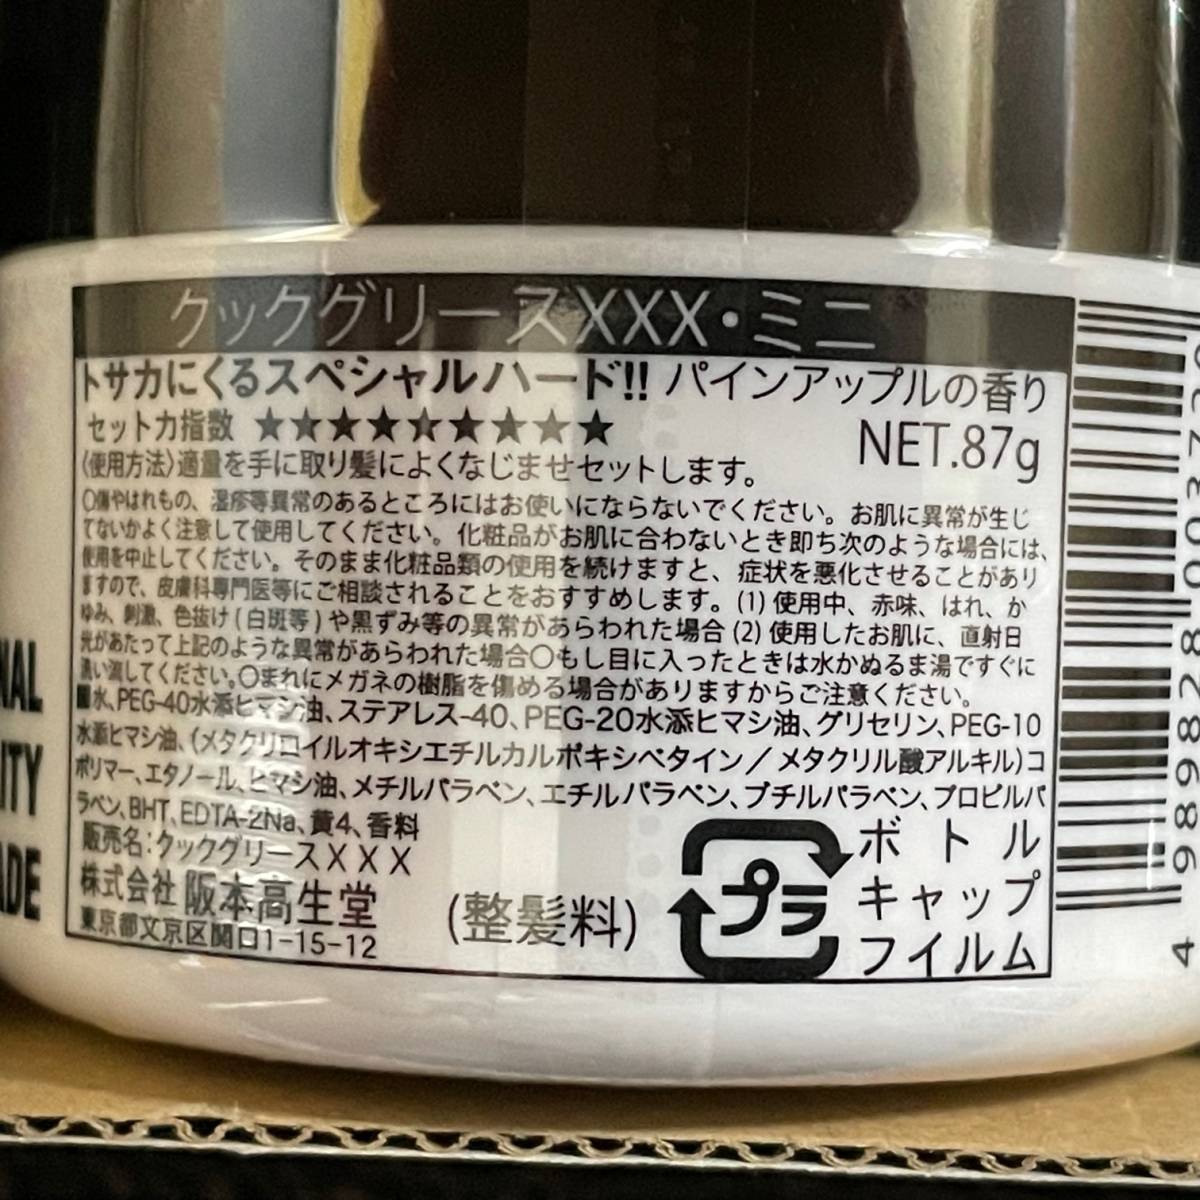 クックグリースXXX・ミニ
トサカにくるスペシャルハード!! パインアップルの香り
セット力指数 ★★★★★★★★★★
NET.87g
〈使用方法〉適量を手に取り髪によくなじませセットします。
〇傷やはれもの、湿疹等異常のあるところにはお使いにならないでください。お肌に異常が生じ
てないかよく注意して使用してください。化粧品がお肌に合わないとき即ち次のような場合には、
使用を中止してください。そのまま化粧品類の使用を続けますと、症状を悪化させることがあり
ますので、皮膚科専門医等にご相談されることをおすすめします。(1) 使用中、赤味、はれ、か
ゆみ、刺激、色抜け(白斑等)や黒ずみ等の異常があらわれた場合 (2) 使用したお肌に、直射日
光があたって上記のような異常があらわれた場合〇もし目に入ったときは水かぬるま湯ですぐに
洗い流してください。〇まれにメガネの樹脂を傷める場合がありますからご注意ください。
水、PEG-40水添ヒマシ油、ステアレス-40、PEG-20水添ヒマシ油、グリセリン、PEG-10
水添ヒマシ油、(メタクリロイルオキシエチルカルボキシベタイン/メタクリル酸アルキル)コ
ポリマー、エタノール、ヒマシ油、メチルパラベン、エチルパラベン、ブチルパラベン、プロピルパ
ラベン、BHT、EDTA-2Na、黄4、香料
販売名:クックグリースXXX
株式会社 阪本高生堂
東京都文京区関口1-15-12
(整髪料)
プラ
ボトル
キャップ
フイルム